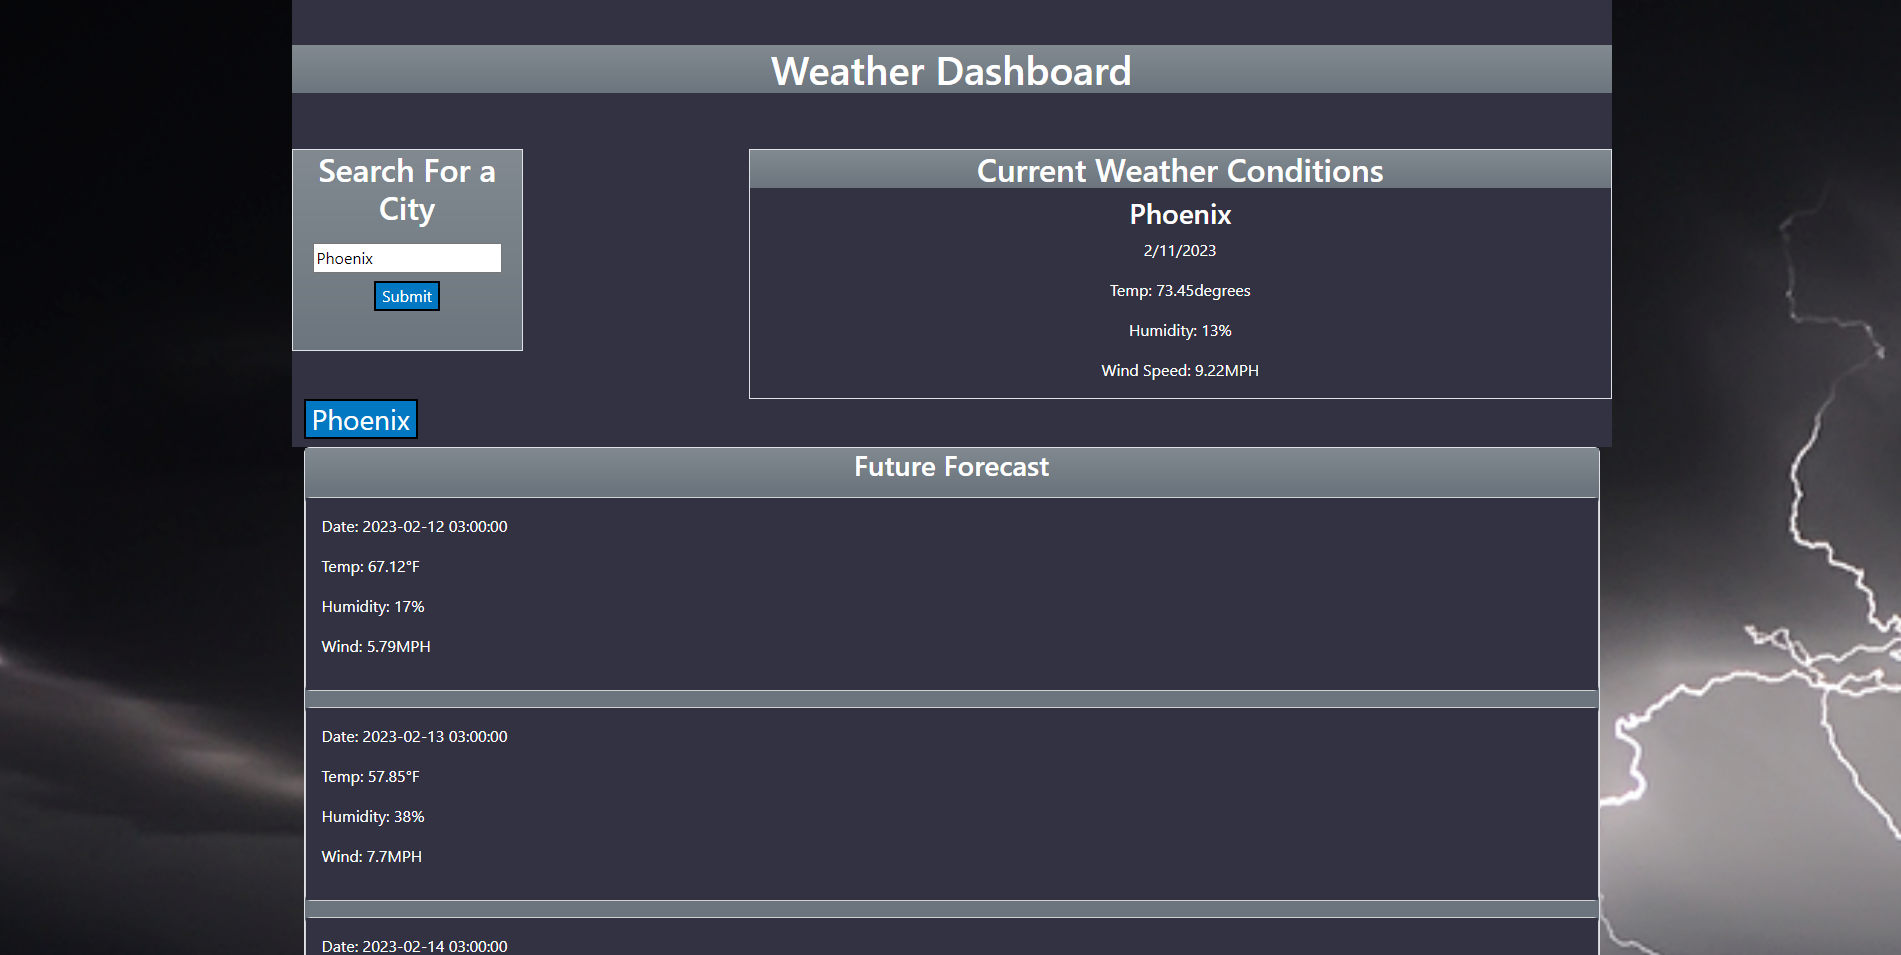 Weather Dashboard
Search For a
City
Phoenix
Submit
Current Weather Conditions
Phoenix
2/11/2023
Temp: 73.45degrees
Humidity: 13%
Wind Speed: 9.22MPH
Phoenix
Future Forecast
Date: 2023-02-12 03:00:00
Temp: 67.12°F
Humidity: 17%
Wind: 5.79MPH
Date: 2023-02-13 03:00:00
Temp: 57.85°F
Humidity: 38%
Wind: 7.7MPH
Date: 2023-02-14 03:00:00